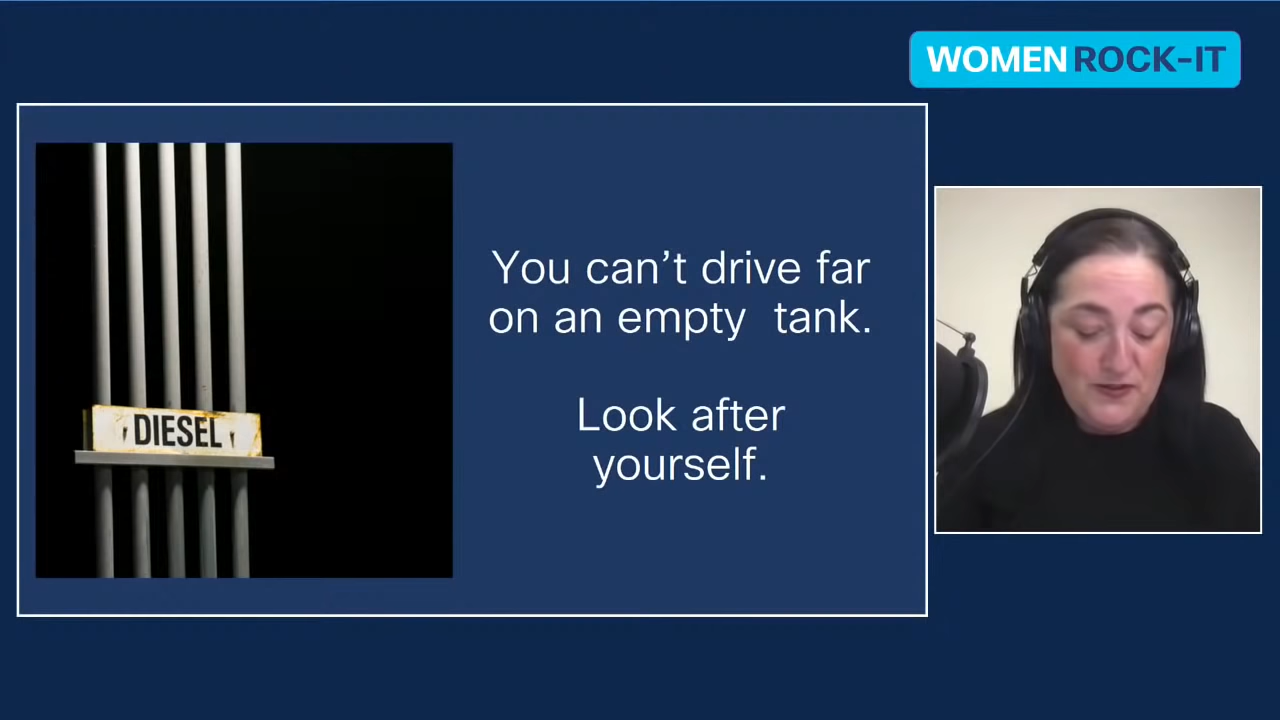 WOMEN ROCK-IT
DIESEL
You can’t drive far
on an empty  tank.
Look after
yourself.